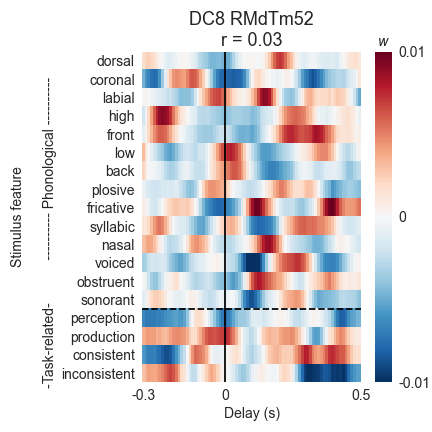 DC8 RMdTm52
r = 0.03
w
dorsal
coronal
labial
high
front
low
back
plosive
fricative
syllabic
nasal
voiced
obstruent
sonorant
perception
production
consistent
inconsistent
Stimulus feature
-Task-related- ---------- Phonological ----------
0.01
0
-0.01
-0.3 0 0.5
Delay (s)